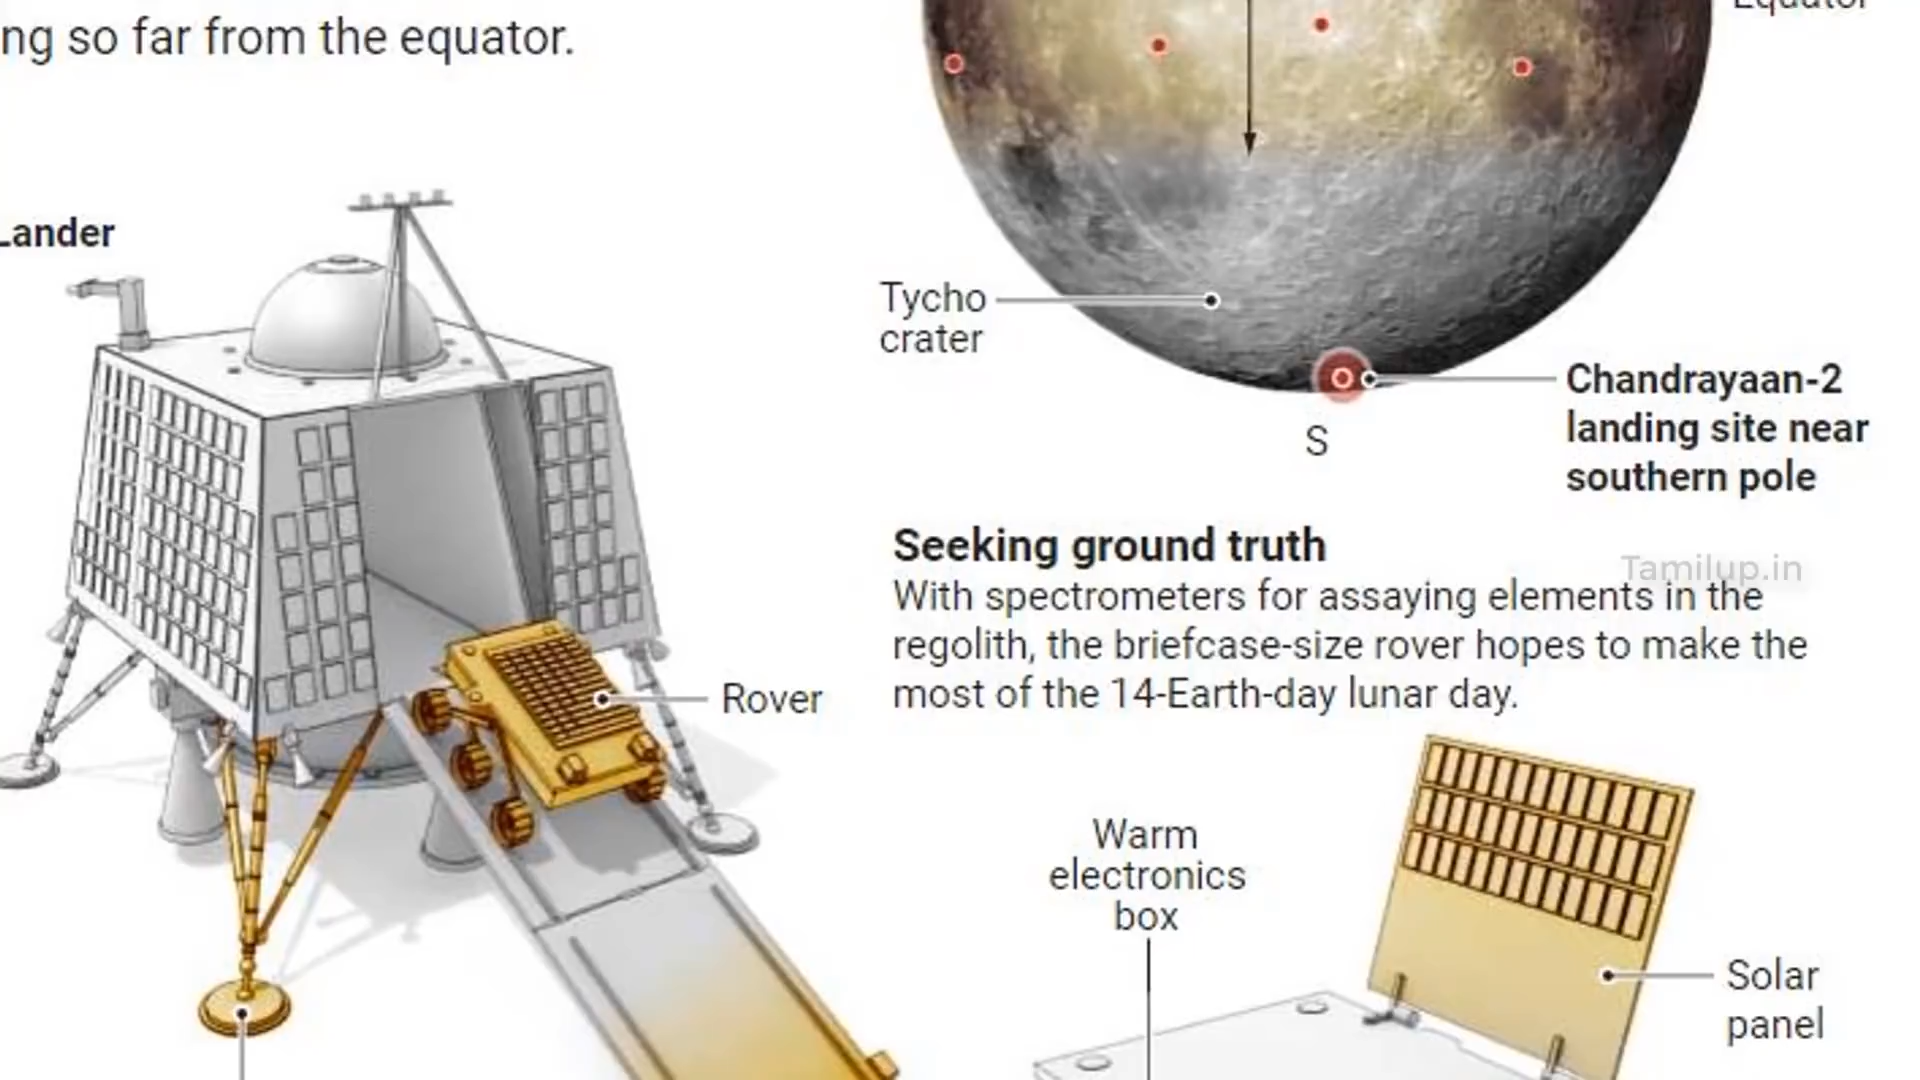 ng so far from the equator.
Equator
Lander
Tycho
crater
Chandrayaan-2
landing site near
southern pole
S
Seeking ground truth
Tamilup.in
With spectrometers for assaying elements in the
regolith, the briefcase-size rover hopes to make the
most of the 14-Earth-day lunar day.
Rover
Warm
electronics
box
Solar
panel